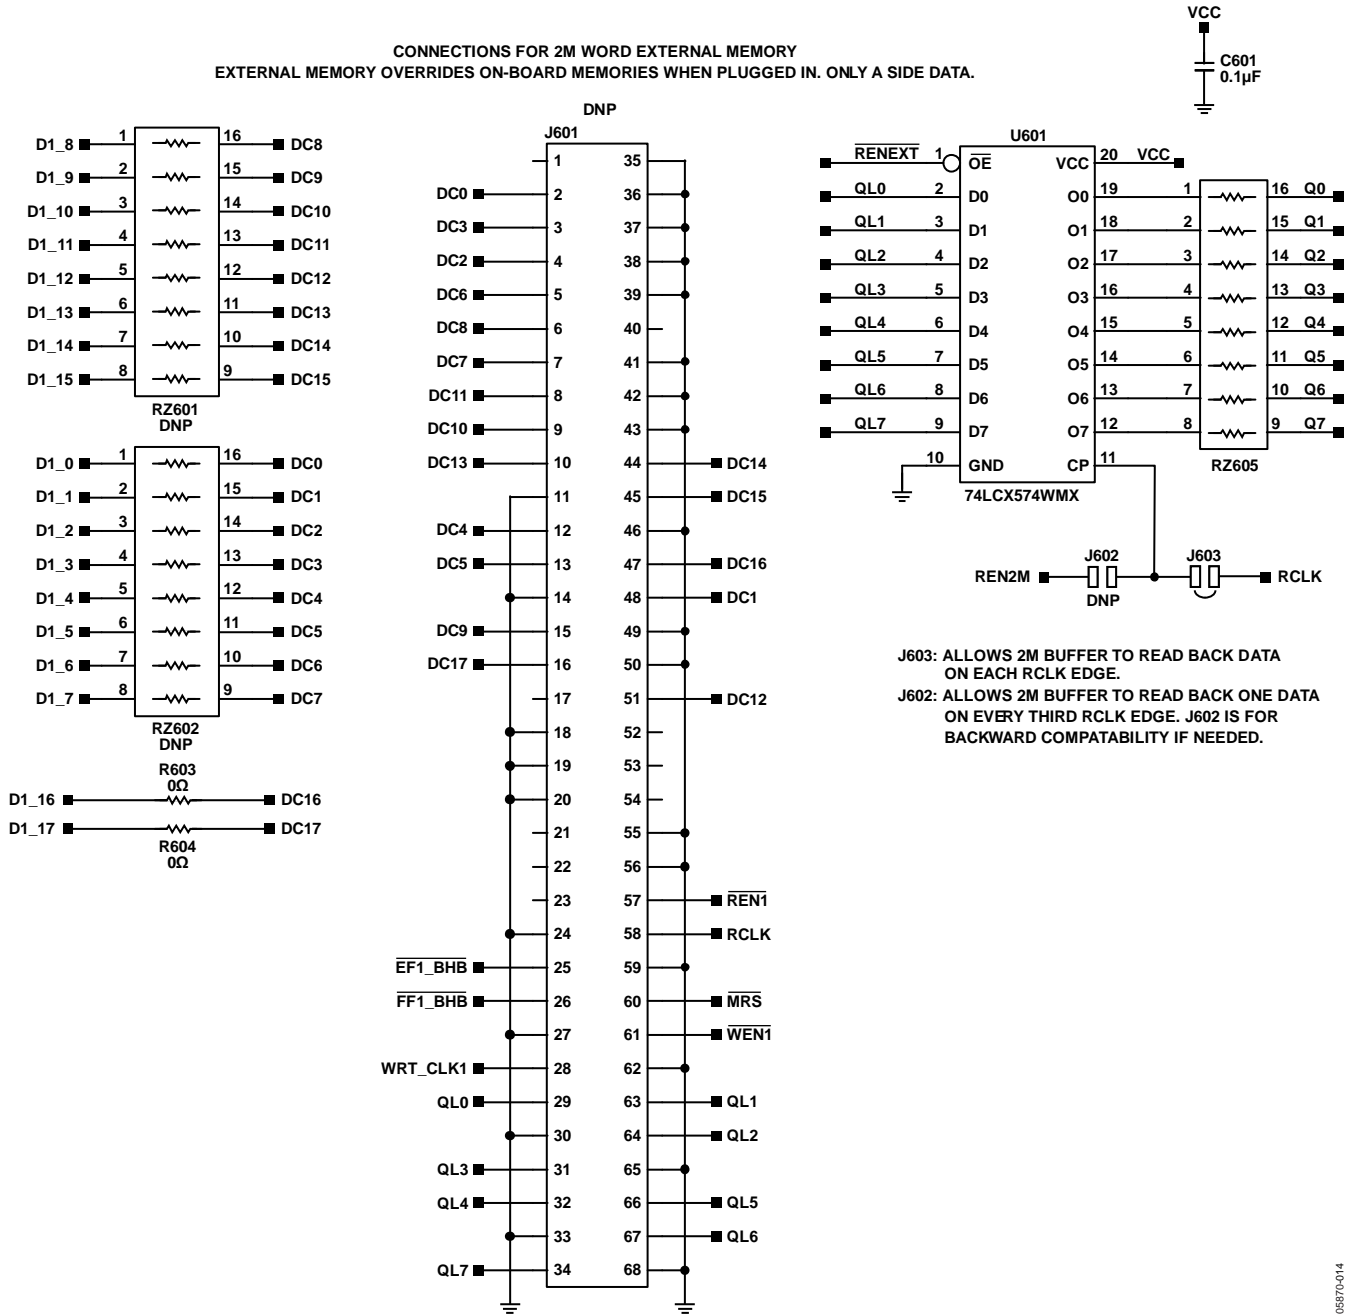 CONNECTIONS FOR 2M WORD EXTERNAL MEMORY
EXTERNAL MEMORY OVERRIDES ON-BOARD MEMORIES WHEN PLUGGED IN. ONLY A SIDE DATA.
VCC
C601
0.1µF
D1_8 1 16 DC8
D1_9 2 15 DC9
D1_10 3 14 DC10
D1_11 4 13 DC11
D1_12 5 12 DC12
D1_13 6 11 DC13
D1_14 7 10 DC14
D1_15 8 9 DC15
RZ601
DNP
D1_0 1 16 DC0
D1_1 2 15 DC1
D1_2 3 14 DC2
D1_3 4 13 DC3
D1_4 5 12 DC4
D1_5 6 11 DC5
D1_6 7 10 DC6
D1_7 8 9 DC7
RZ602
DNP
R603
0Ω
D1_16 DC16
D1_17 DC17
R604
0Ω
DNP
J601
1 35
DC0 2 36
DC3 3 37
DC2 4 38
DC6 5 39
DC8 6 40
DC7 7 41
DC11 8 42
DC10 9 43
DC13 10 44 DC14
11 45 DC15
DC4 12 46
DC5 13 47 DC16
14 48 DC1
DC9 15 49
DC17 16 50
17 51 DC12
18 52
19 53
20 54
21 55
22 56
23 57 REN1
24 58 RCLK
EF1_BHB 25 59
FF1_BHB 26 60 MRS
27 61 WEN1
WRT_CLK1 28 62
QL0 29 63 QL1
30 64 QL2
QL3 31 65
QL4 32 66 QL5
33 67 QL6
QL7 34 68
U601
RENEXT 1 OE VCC 20 VCC
QL0 2 D0 O0 19 1 16 Q0
QL1 3 D1 O1 18 2 15 Q1
QL2 4 D2 O2 17 3 14 Q2
QL3 5 D3 O3 16 4 13 Q3
QL4 6 D4 O4 15 5 12 Q4
QL5 7 D5 O5 14 6 11 Q5
QL6 8 D6 O6 13 7 10 Q6
QL7 9 D7 O7 12 8 9 Q7
10 GND CP 11
RZ605
74LCX574WMX
J602 J603
REN2M RCLK
DNP
J603: ALLOWS 2M BUFFER TO READ BACK DATA
ON EACH RCLK EDGE.
J602: ALLOWS 2M BUFFER TO READ BACK ONE DATA
ON EVERY THIRD RCLK EDGE. J602 IS FOR
BACKWARD COMPATABILITY IF NEEDED.
05870-014